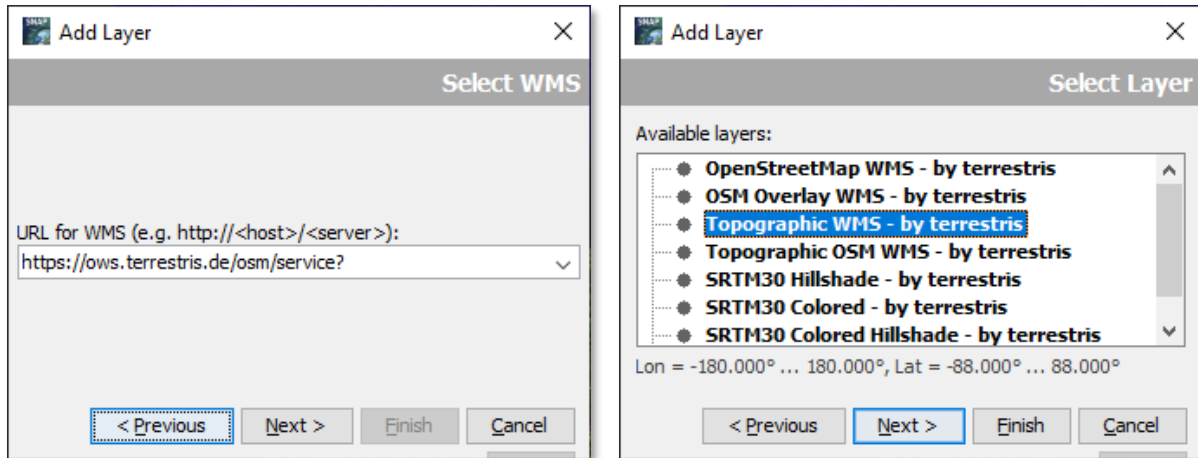 SNAP
Add Layer
Select WMS
URL for WMS (e.g. http://<host>/<server>):
https://ows.terrestris.de/osm/service?
< Previous
Next >
Finish
Cancel
SNAP
Add Layer
Select Layer
Available layers:
OpenStreetMap WMS - by terrestris
OSM Overlay WMS - by terrestris
Topographic WMS - by terrestris
Topographic OSM WMS - by terrestris
SRTM30 Hillshade - by terrestris
SRTM30 Colored - by terrestris
SRTM30 Colored Hillshade - by terrestris
Lon = -180.000° ... 180.000°, Lat = -88.000° ... 88.000°
< Previous
Next >
Finish
Cancel